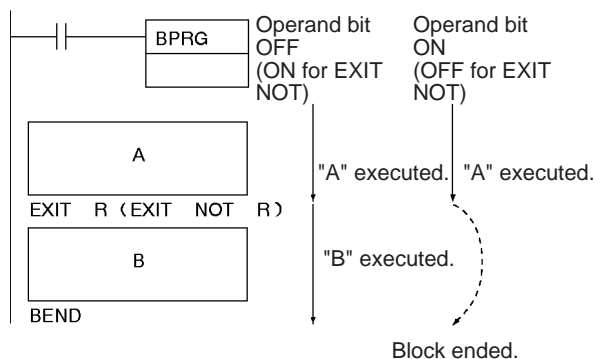 BPRG
Operand bit
OFF
(ON for EXIT
NOT)
Operand bit
ON
(OFF for EXIT
NOT)
A
"A" executed.
"A" executed.
EXIT R (EXIT NOT R)
B
"B" executed.
BEND
Block ended.